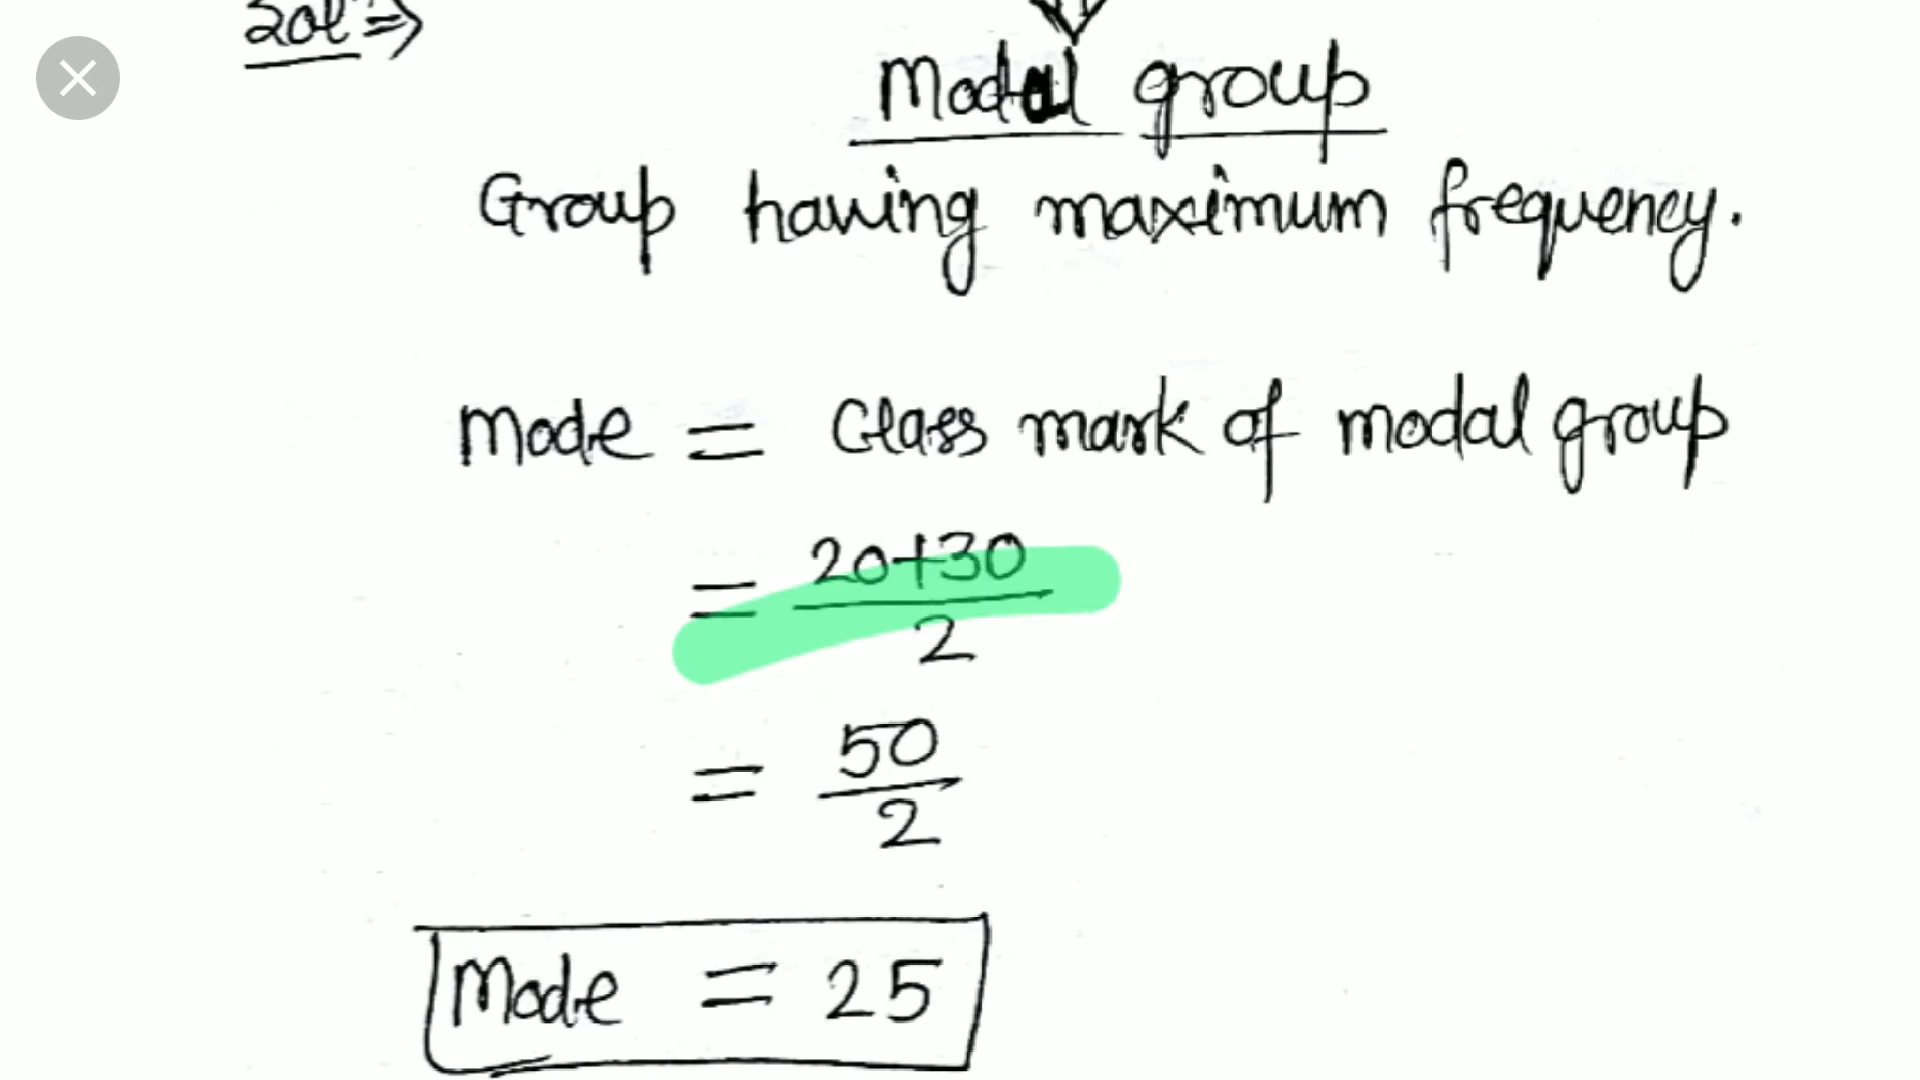 Sol⇒
Modal group
Group having maximum frequency.
Mode = Class mark of modal group
= 20+30
2
= 50
2
Mode = 25